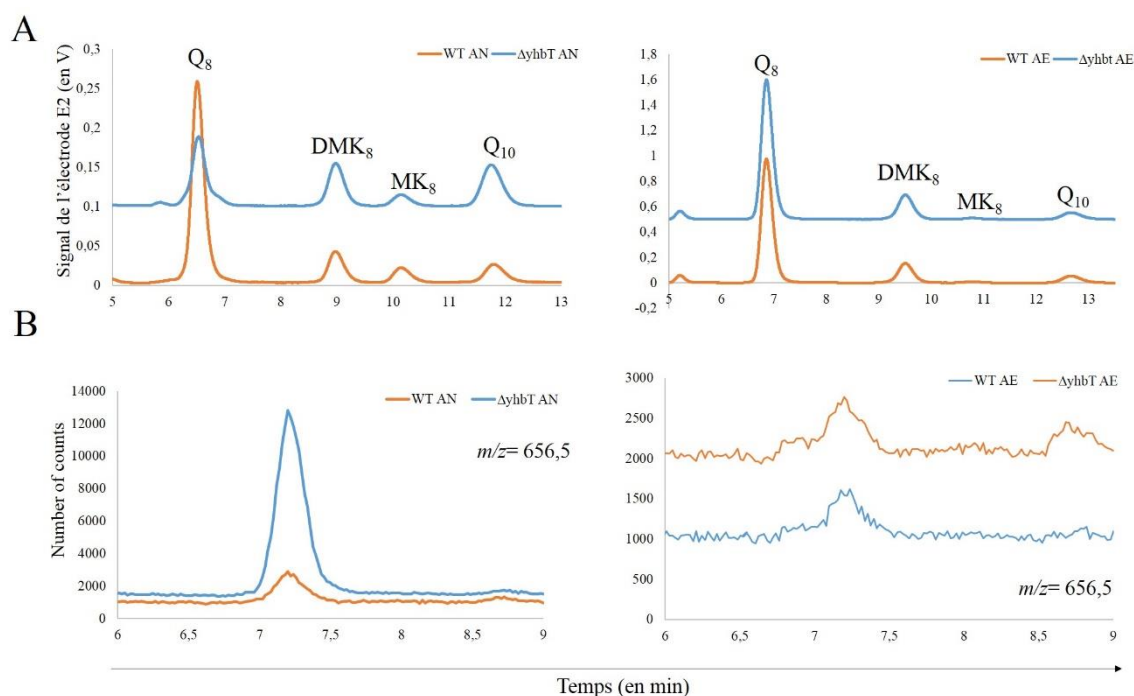 A
Signal de l'électrode E2 (en V)
WT AN ΔyhbT AN
Q8
DMK8
MK8
Q10
0,3
0,25
0,2
0,15
0,1
0,05
0
5 6 7 8 9 10 11 12 13
WT AE Δyhbt AE
Q8
DMK8
MK8
Q10
1,8
1,6
1,4
1,2
1
0,8
0,6
0,4
0,2
0
-0,2
5 6 7 8 9 10 11 12 13
B
Number of counts
WT AN ΔyhbT AN
m/z= 656,5
14000
12000
10000
8000
6000
4000
2000
0
6 6,5 7 7,5 8 8,5 9
WT AE ΔyhbT AE
m/z= 656,5
3000
2500
2000
1500
1000
500
0
6 6,5 7 7,5 8 8,5 9
Temps (en min)